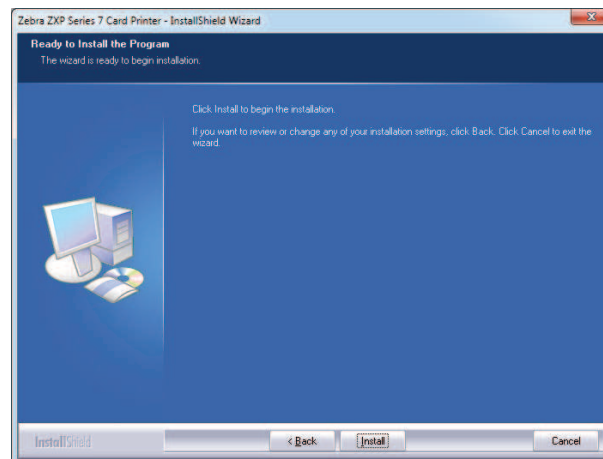 Zebra ZXP Series 7 Card Printer - InstallShield Wizard
Ready to Install the Program
The wizard is ready to begin installation.
Click Install to begin the installation.
If you want to review or change any of your installation settings, click Back. Click Cancel to exit the
wizard.
InstallShield
< Back
Install
Cancel